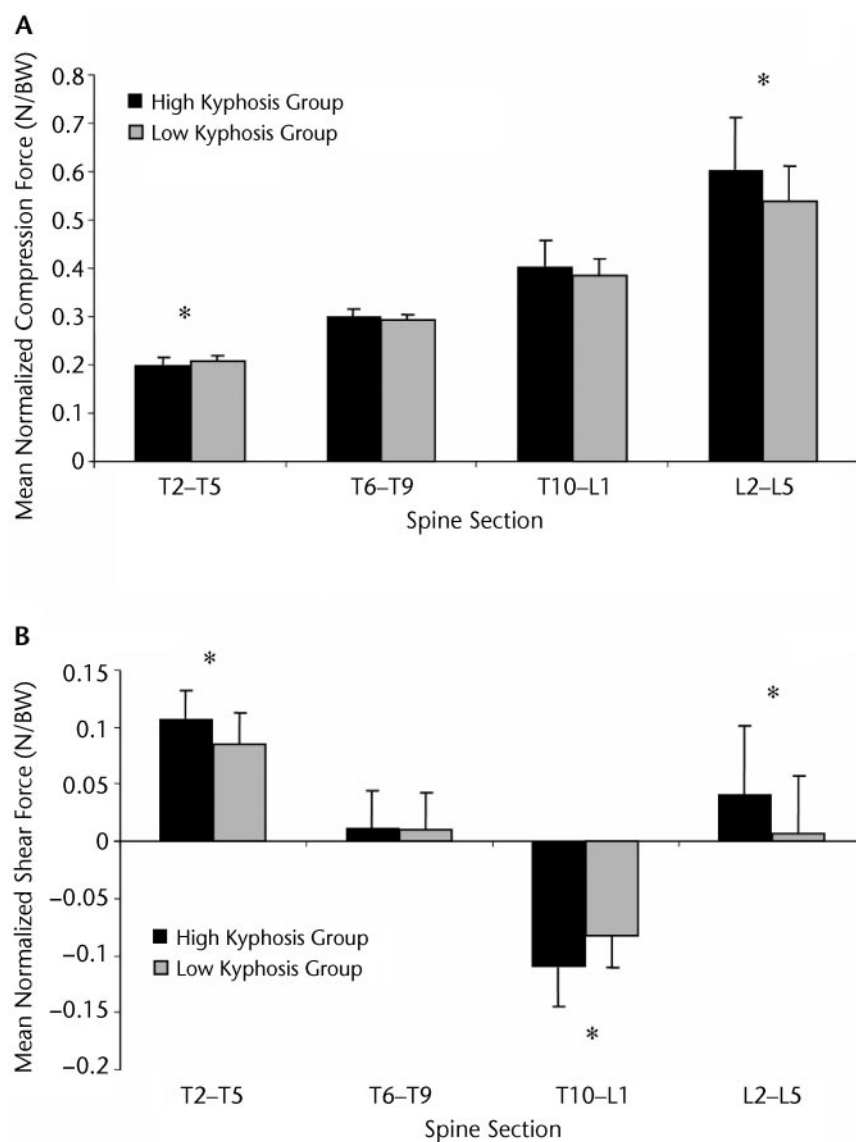 A
Mean Normalized Compression Force (N/BW)
0.8
0.7
0.6
0.5
0.4
0.3
0.2
0.1
0
High Kyphosis Group
Low Kyphosis Group
*
*
T2–T5 T6–T9 T10–L1 L2–L5
Spine Section
B
Mean Normalized Shear Force (N/BW)
0.15
0.1
0.05
0
−0.05
−0.1
−0.15
−0.2
*
*
High Kyphosis Group
Low Kyphosis Group
*
T2–T5 T6–T9 T10–L1 L2–L5
Spine Section